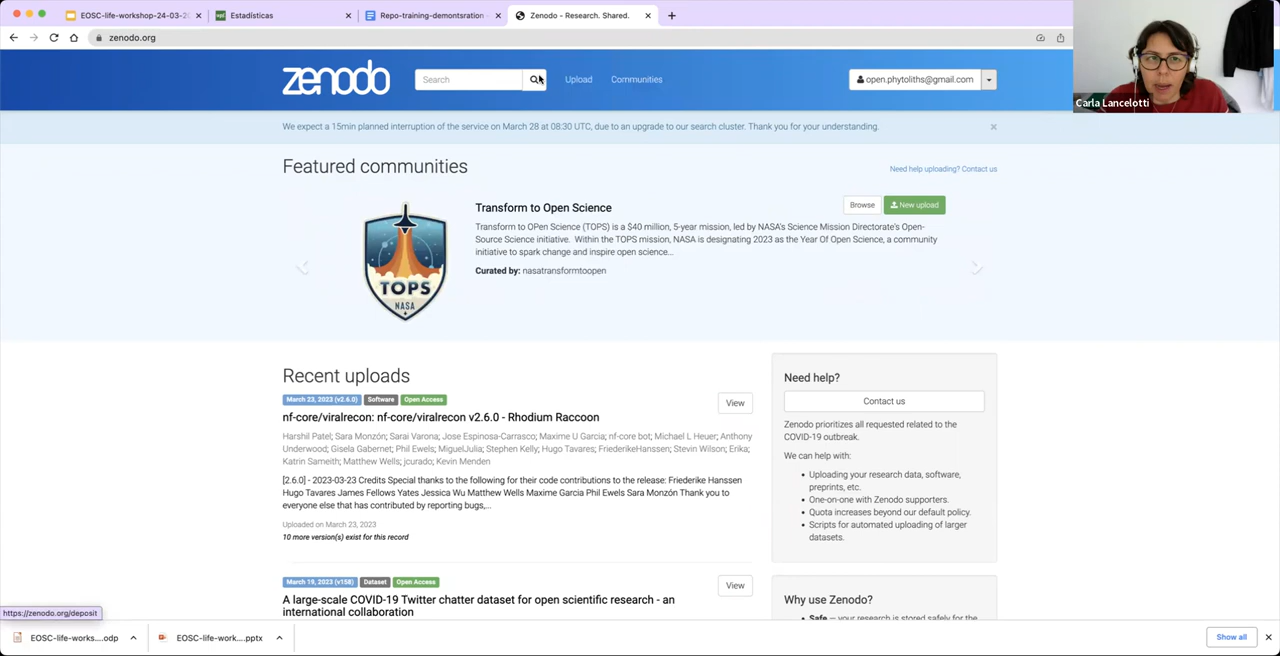 EOSC-life-workshop-24-03-20
Estadísticas
Repo-training-demontsration
Zenodo - Research. Shared.
zenodo.org
zenodo
Search
Upload
Communities
open.phytoliths@gmail.com
Carla Lancelotti
We expect a 15min planned interruption of the service on March 28 at 08:30 UTC, due to an upgrade to our search cluster. Thank you for your understanding.
Featured communities
Need help uploading? Contact us
Transform to Open Science
Browse
New upload
Transform to OPen Science (TOPS) is a $40 million, 5-year mission, led by NASA's Science Mission Directorate's Open-
Source Science initiative. Within the TOPS mission, NASA is designating 2023 as the Year Of Open Science, a community
initiative to spark change and inspire open science...
Curated by: nasatransformtoopen
TOPS
NASA
Recent uploads
March 23, 2023 (v2.6.0) Software Open Access
View
nf-core/viralrecon: nf-core/viralrecon v2.6.0 - Rhodium Raccoon
Harshil Patel; Sara Monzón; Sarai Varona; Jose Espinosa-Carrasco; Maxime U Garcia; nf-core bot; Michael L Heuer; Anthony
Underwood; Gisela Gabernet; Phil Ewels; MiguelJulia; Stephen Kelly; Hugo Tavares; FriederikeHanssen; Stevin Wilson; Erika;
Katrin Sameith; Matthew Wells; jcurado; Kevin Menden
[2.6.0] - 2023-03-23 Credits Special thanks to the following for their code contributions to the release: Friederike Hanssen
Hugo Tavares James Fellows Yates Jessica Wu Matthew Wells Maxime Garcia Phil Ewels Sara Monzón Thank you to
everyone else that has contributed by reporting bugs,...
Uploaded on March 23, 2023
10 more version(s) exist for this record
March 19, 2023 (v158) Dataset Open Access
View
A large-scale COVID-19 Twitter chatter dataset for open scientific research - an
international collaboration
Need help?
Contact us
Zenodo prioritizes all requested related to the
COVID-19 outbreak.
We can help with:
• Uploading your research data, software,
preprints, etc.
• One-on-one with Zenodo supporters.
• Quota increases beyond our default policy.
• Scripts for automated uploading of larger
datasets.
Why use Zenodo?
• Safe — your research is stored safely for the
https://zenodo.org/deposit
EOSC-life-works....odp
EOSC-life-work....pptx
Show all